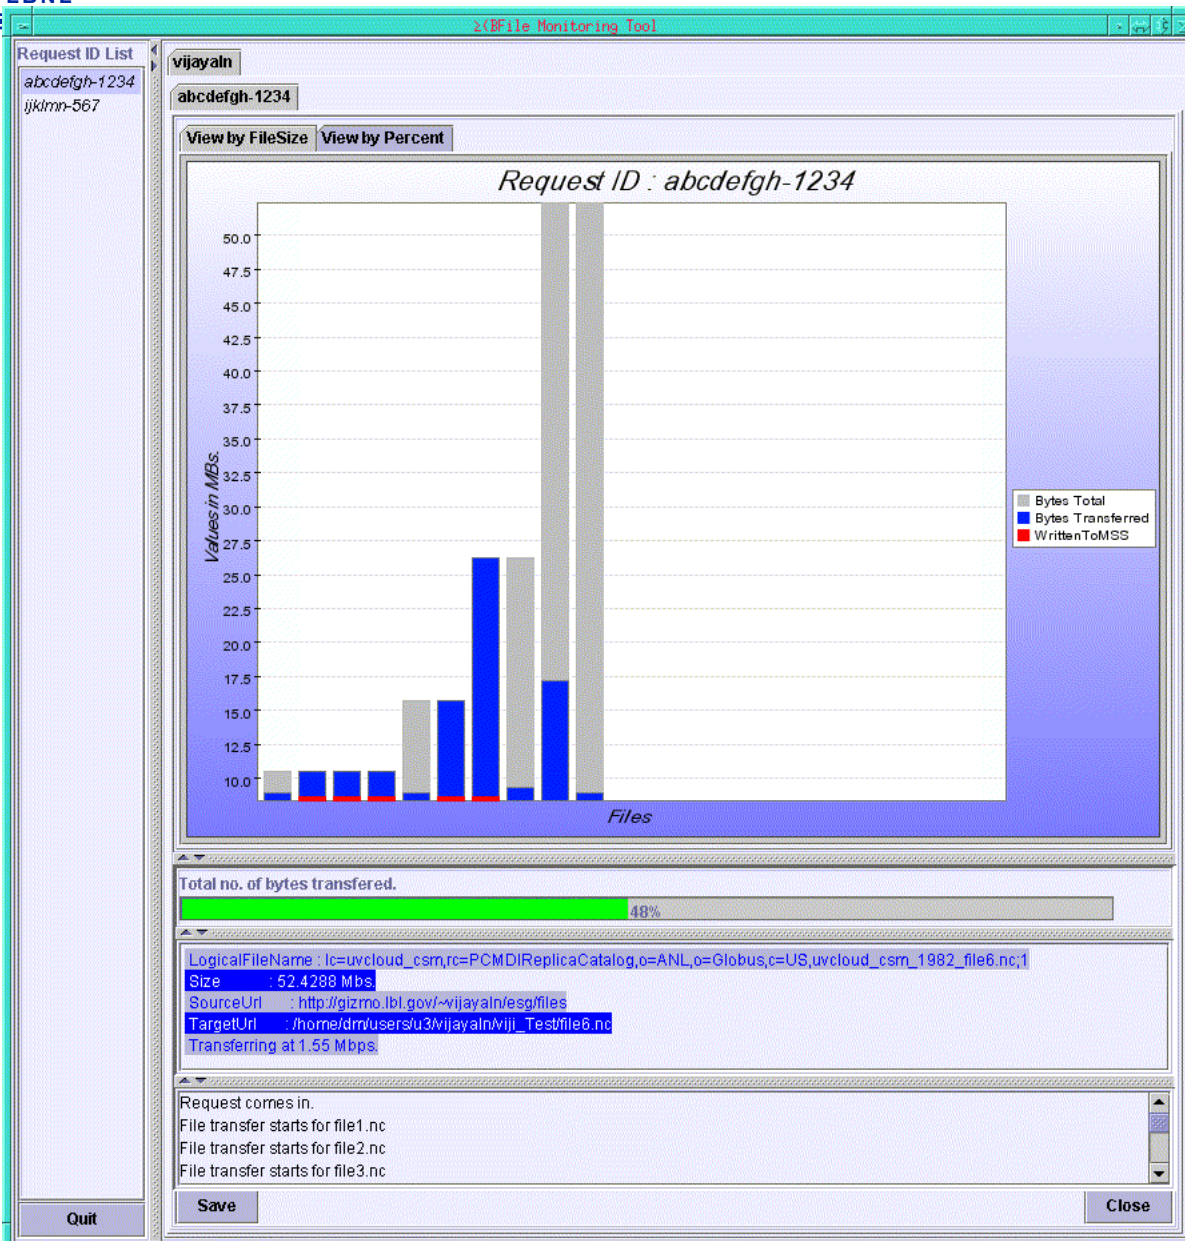 ≥(BFile Monitoring Tool
Request ID List
abcdefgh-1234
ijklmn-567
vijayaln
abcdefgh-1234
View by FileSize View by Percent
Request ID : abcdefgh-1234
50.0
47.5
45.0
42.5
40.0
37.5
35.0
32.5
30.0
27.5
25.0
22.5
20.0
17.5
15.0
12.5
10.0
Values in MBs.
Files
Bytes Total
Bytes Transferred
WrittenToMSS
Total no. of bytes transfered.
48%
LogicalFileName : lc=uvcloud_csm,rc=PCMDIReplicaCatalog,o=ANL,o=Globus,c=US,uvcloud_csm_1982_file6.nc;1
Size : 52.4288 Mbs.
SourceUrl : http://gizmo.lbl.gov/~vijayaln/esg/files
TargetUrl :/home/dm/users/u3/vijayaln/viji_Test/file6.nc
Transferring at 1.55 Mbps.
Request comes in.
File transfer starts for file1.nc
File transfer starts for file2.nc
File transfer starts for file3.nc
Save
Close
Quit